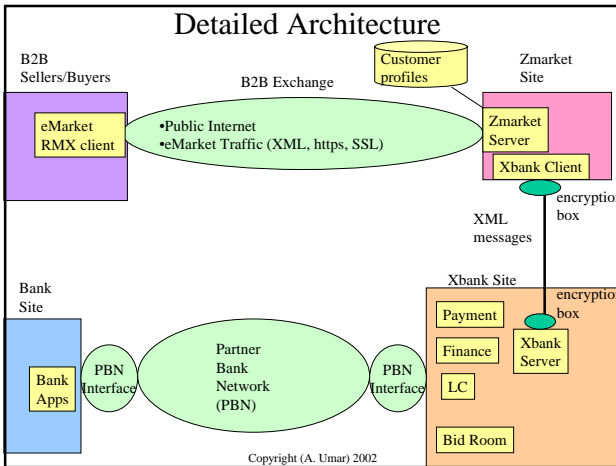 Detailed Architecture
B2B
Sellers/Buyers
B2B Exchange
Customer
profiles
Zmarket
Site
eMarket
RMX client
•Public Internet
•eMarket Traffic (XML, https, SSL)
Zmarket
Server
Xbank Client
encryption
box
XML
messages
Bank
Site
Xbank Site
encryption
box
Payment
Finance
LC
Bid Room
Xbank
Server
Bank
Apps
PBN
Interface
Partner
Bank
Network
(PBN)
PBN
Interface
Copyright (A. Umar) 2002